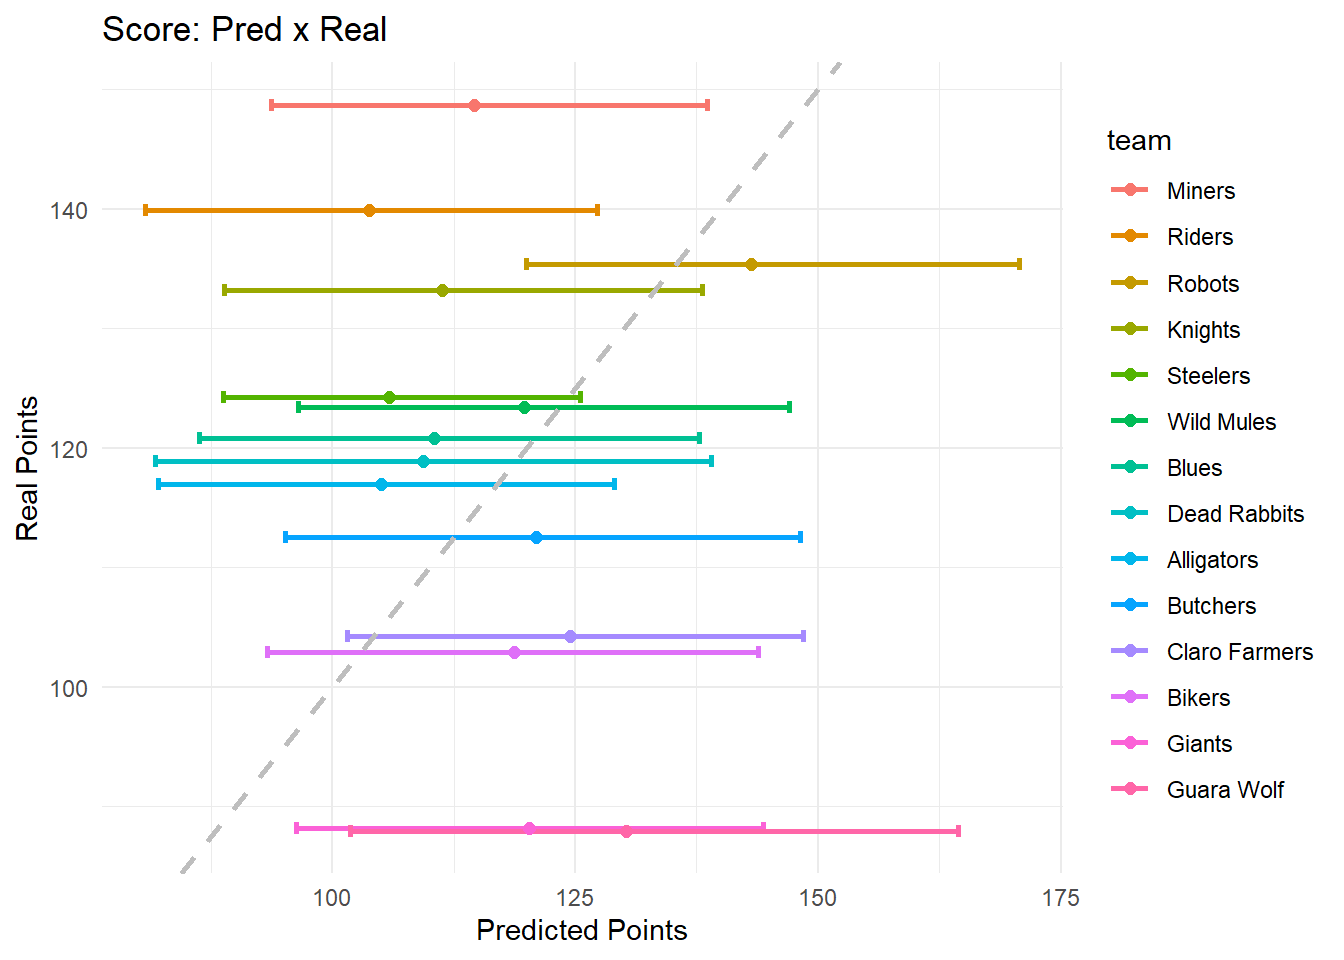 Score: Pred x Real
Real Points
140
120
100
100
125
150
175
Predicted Points
team
Miners
Riders
Robots
Knights
Steelers
Wild Mules
Blues
Dead Rabbits
Alligators
Butchers
Claro Farmers
Bikers
Giants
Guara Wolf